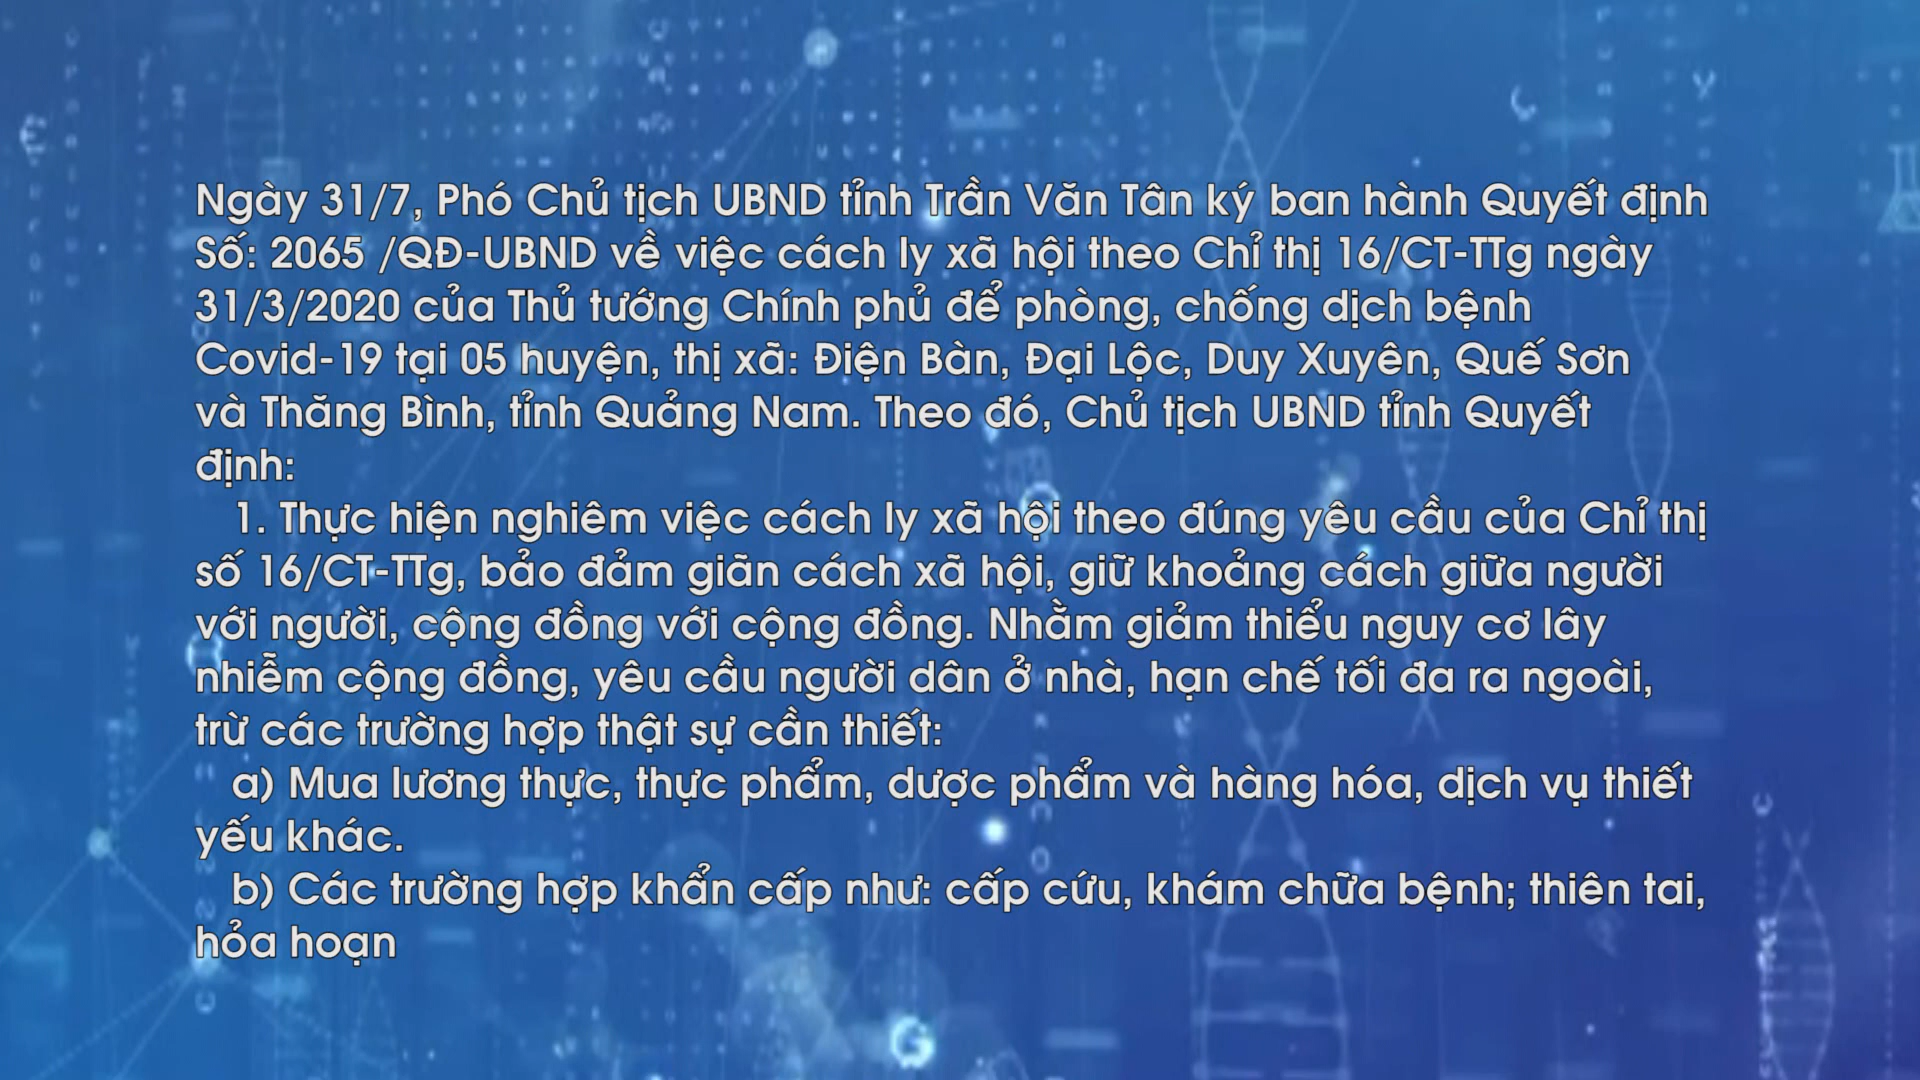 Ngày 31/7, Phó Chủ tịch UBND tỉnh Trần Văn Tân ký ban hành Quyết định
Số: 2065 /QĐ-UBND về việc cách ly xã hội theo Chỉ thị 16/CT-TTg ngày
31/3/2020 của Thủ tướng Chính phủ để phòng, chống dịch bệnh
Covid-19 tại 05 huyện, thị xã: Điện Bàn, Đại Lộc, Duy Xuyên, Quế Sơn
và Thăng Bình, tỉnh Quảng Nam. Theo đó, Chủ tịch UBND tỉnh Quyết
định:
1. Thực hiện nghiêm việc cách ly xã hội theo đúng yêu cầu của Chỉ thị
số 16/CT-TTg, bảo đảm giãn cách xã hội, giữ khoảng cách giữa người
với người, cộng đồng với cộng đồng. Nhằm giảm thiểu nguy cơ lây
nhiễm cộng đồng, yêu cầu người dân ở nhà, hạn chế tối đa ra ngoài,
trừ các trường hợp thật sự cần thiết:
a) Mua lương thực, thực phẩm, dược phẩm và hàng hóa, dịch vụ thiết
yếu khác.
b) Các trường hợp khẩn cấp như: cấp cứu, khám chữa bệnh; thiên tai,
hỏa hoạn